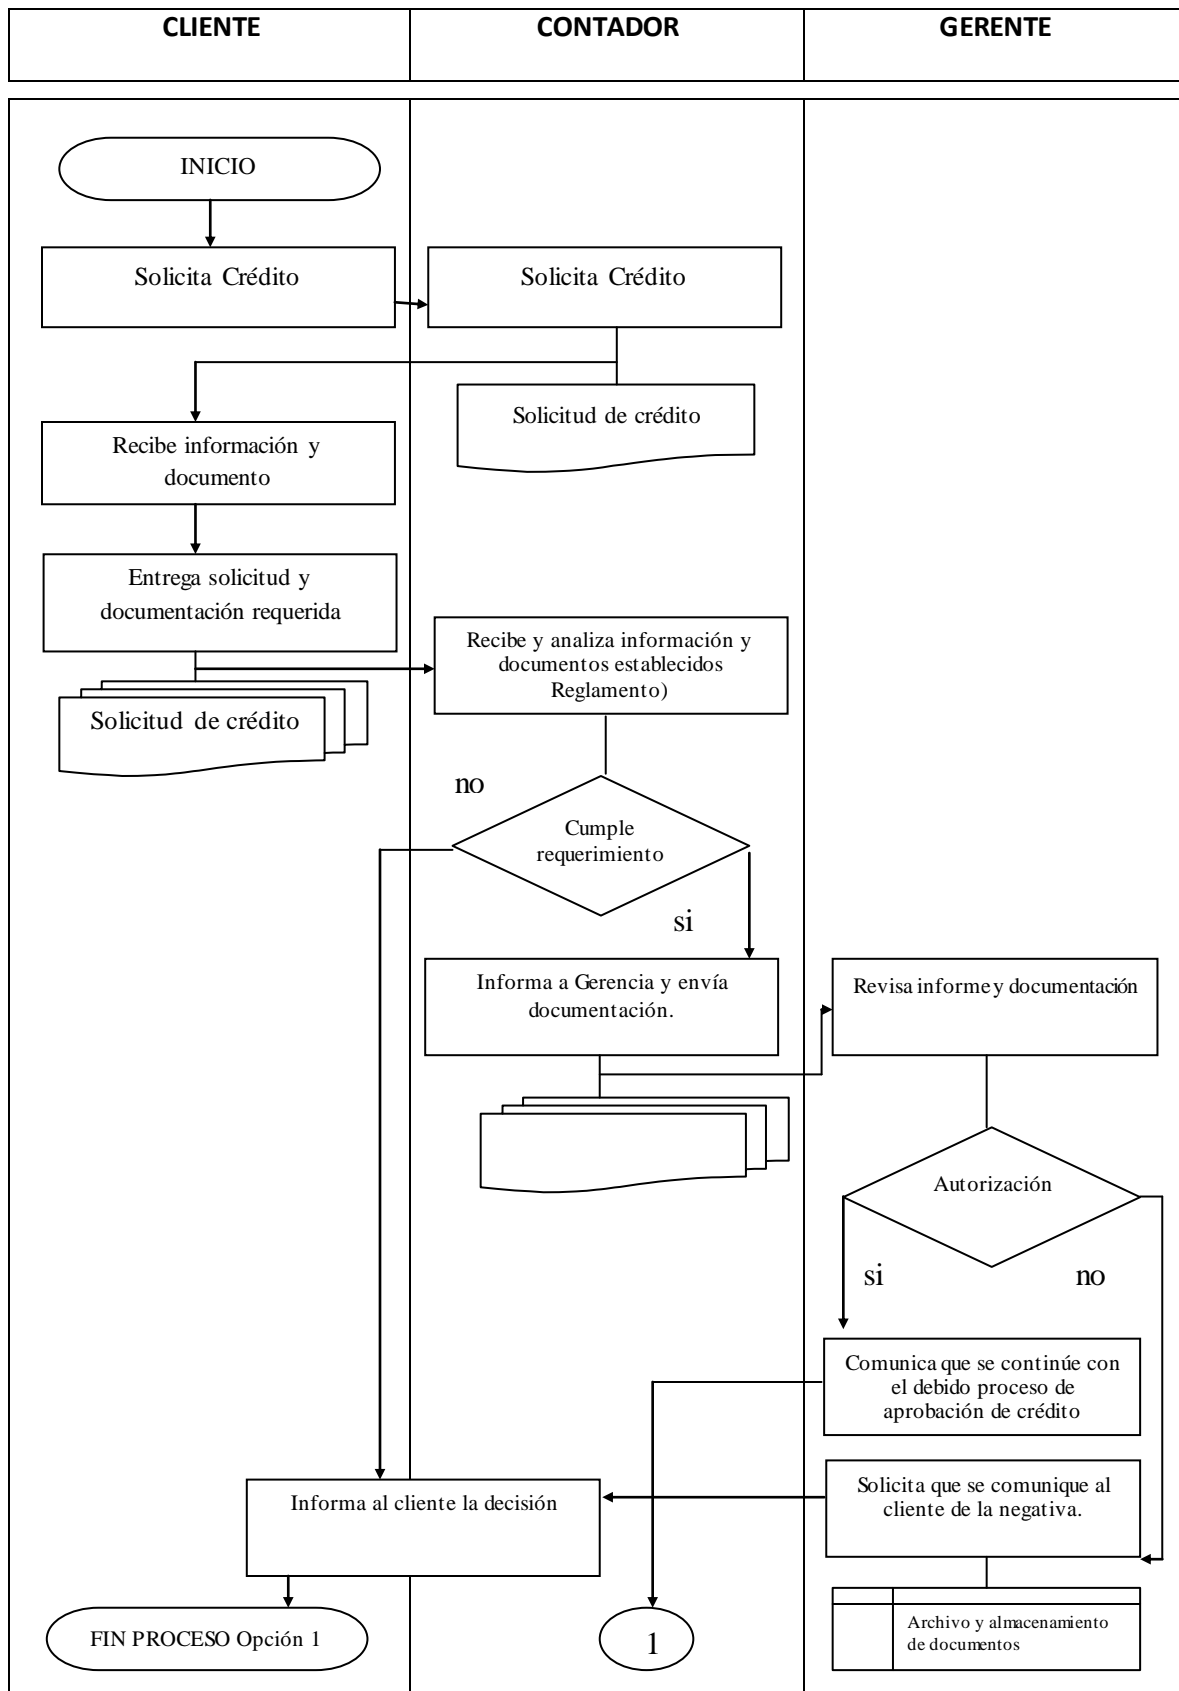 CLIENTE
CONTADOR
GERENTE
INICIO
Solicita Crédito
Solicita Crédito
Solicitud de crédito
Recibe información y
documento
Entrega solicitud y
documentación requerida
Recibe y analiza información y
documentos establecidos
Reglamento)
Solicitud de crédito
no
Cumple
requerimiento
si
Informa a Gerencia y envía
documentación.
Revisa informe y documentación
Autorización
si
no
Comunica que se continúe con
el debido proceso de
aprobación de crédito
Solicita que se comunique al
cliente de la negativa.
Informa al cliente la decisión
FIN PROCESO Opción 1
1
Archivo y almacenamiento
de documentos